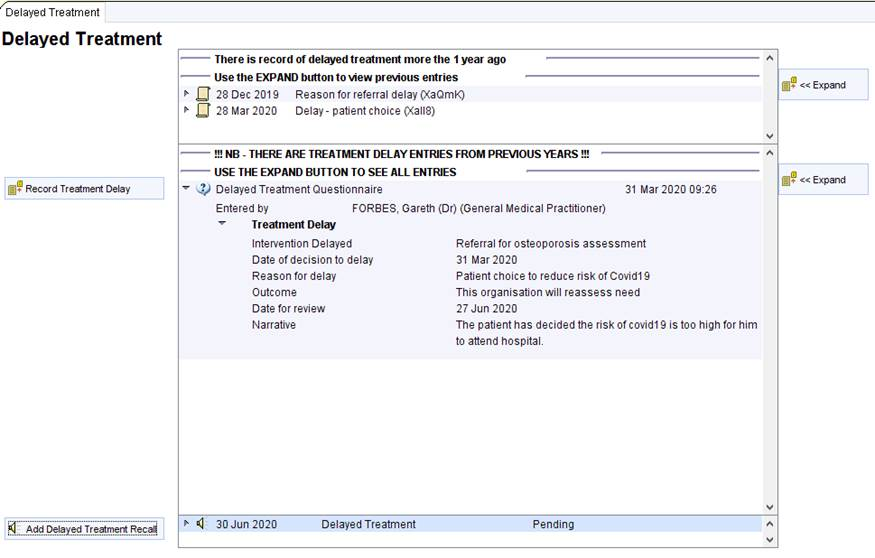 Delayed Treatment
Delayed Treatment
There is record of delayed treatment more the 1 year ago
Use the EXPAND button to view previous entries
<< Expand
28 Dec 2019 Reason for referral delay (XaQmK)
28 Mar 2020 Delay - patient choice (XaIl8)
!!! NB - THERE ARE TREATMENT DELAY ENTRIES FROM PREVIOUS YEARS !!!
USE THE EXPAND BUTTON TO SEE ALL ENTRIES
<< Expand
Record Treatment Delay
Delayed Treatment Questionnaire 31 Mar 2020 09:26
Entered by FORBES, Gareth (Dr) (General Medical Practitioner)
Treatment Delay
Intervention Delayed Referral for osteoporosis assessment
Date of decision to delay 31 Mar 2020
Reason for delay Patient choice to reduce risk of Covid19
Outcome This organisation will reassess need
Date for review 27 Jun 2020
Narrative The patient has decided the risk of covid19 is too high for him
to attend hospital.
Add Delayed Treatment Recall
30 Jun 2020 Delayed Treatment Pending